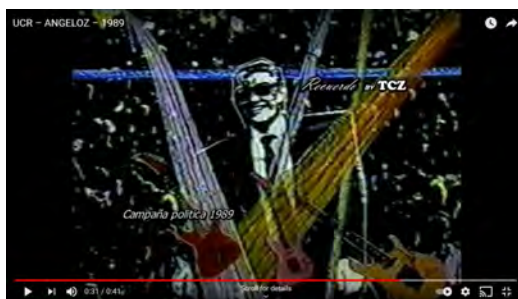 UCR – ANGELOZ – 1989
Recuerdo BY TCZ
Campaña política 1989
0:31 / 0:41
Scroll for details